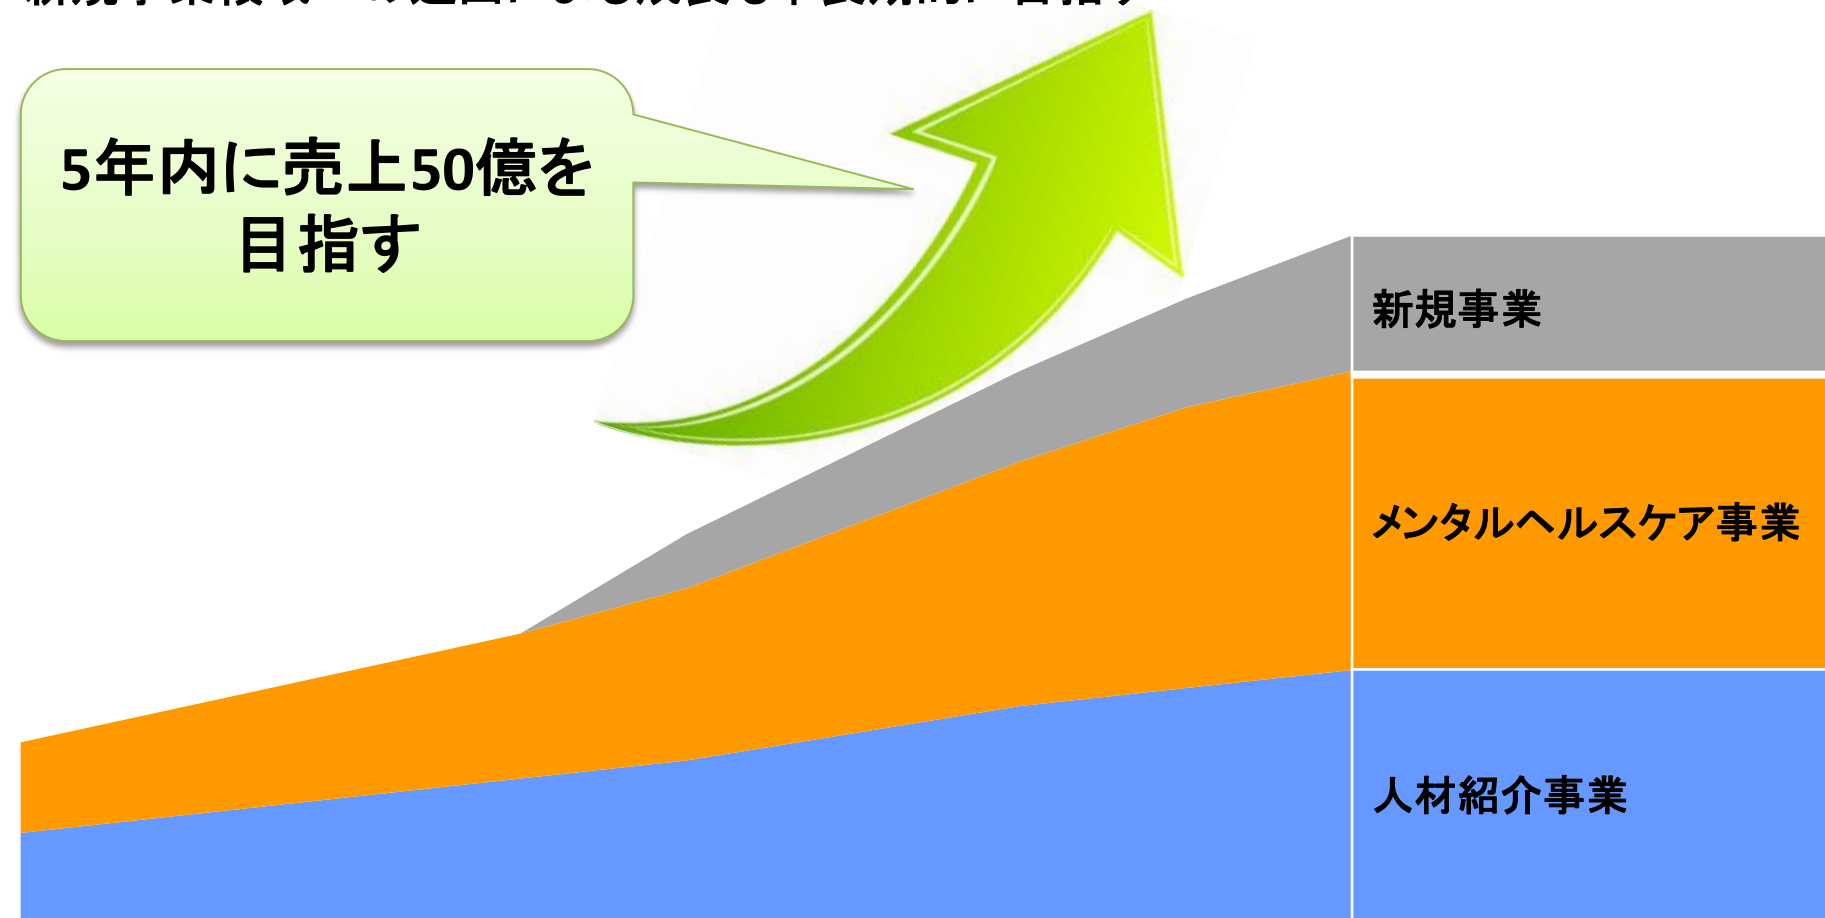 5年内に売上50億を
目指す
新規事業
メンタルヘルスケア事業
人材紹介事業